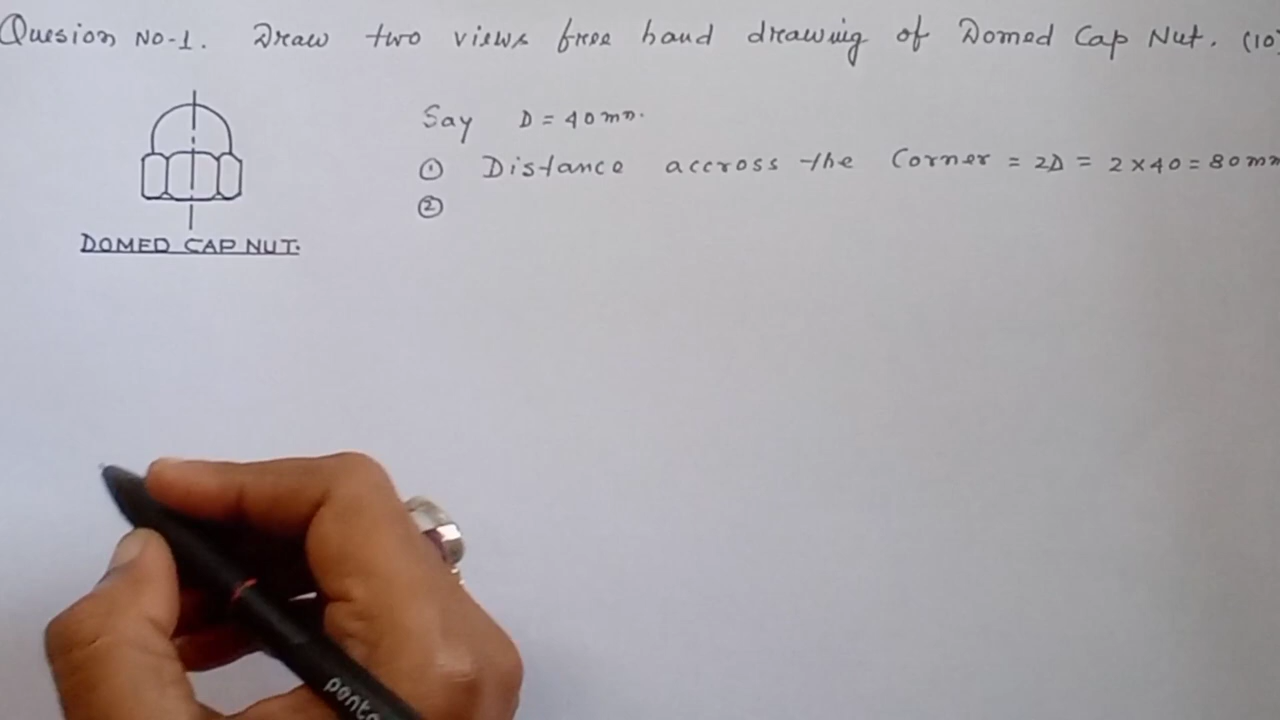 Quesion No-1. Draw two views free hand drawing of Domed Cap Nut. (10)
Say D = 40mm.
① Distance accross the Corner = 2D = 2×40 = 80mm
②
DOMED CAP NUT.